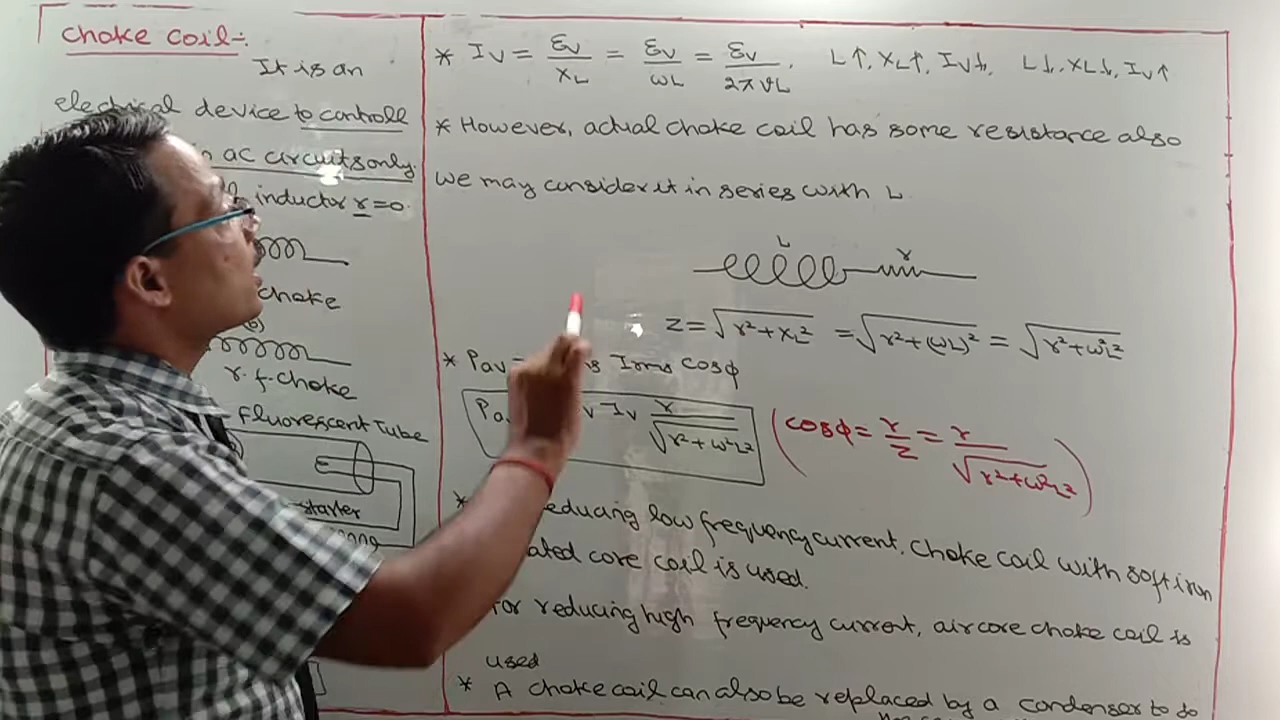 choke coil:-
It is an
electrical device to controll
in ac circuits only.
inductor r=0.
choke
(b)
r.f. choke
Fluorescent Tube
starter
* Iv = Ev/XL = Ev/ωL = Ev/2πνL. L↑, XL↑, Iv↓, L↓, XL↓, Iv↑
* However, actual choke coil has some resistance also
we may consider it in series with L
L r
Z = √r²+XL² = √r²+(ωL)² = √r²+ω²L²
* Pav = Irms cosϕ
Iv r/√r²+ω²L² (cosϕ = r/Z = r/√r²+ω²L²)
* reducing low frequency current. choke coil with soft iron
core coil is used.
For reducing high frequency current, air core choke coil is
used
* A choke coil can also be replaced by a condenser to do